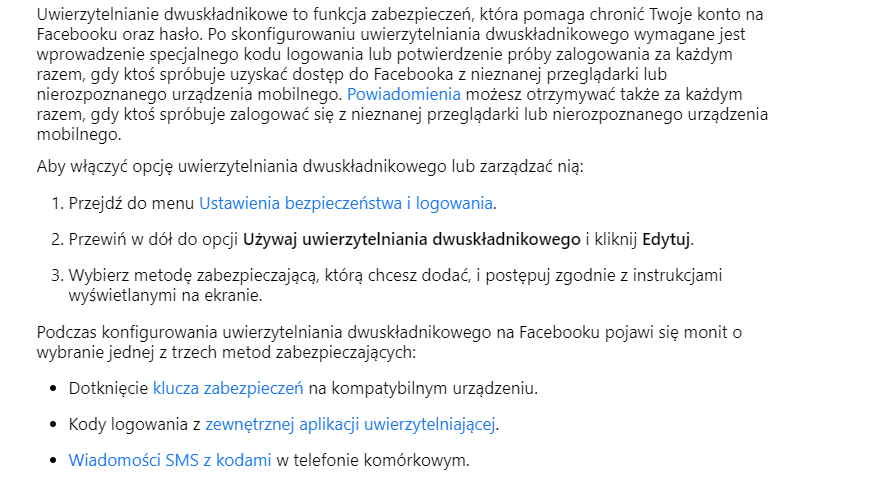 Uwierzytelnianie dwuskładnikowe to funkcja zabezpieczeń, która pomaga chronić Twoje konto na
Facebooku oraz hasło. Po skonfigurowaniu uwierzytelniania dwuskładnikowego wymagane jest
wprowadzenie specjalnego kodu logowania lub potwierdzenie próby zalogowania za każdym
razem, gdy ktoś spróbuje uzyskać dostęp do Facebooka z nieznanej przeglądarki lub
nierozpoznanego urządzenia mobilnego. Powiadomienia możesz otrzymywać także za każdym
razem, gdy ktoś spróbuje zalogować się z nieznanej przeglądarki lub nierozpoznanego urządzenia
mobilnego.
Aby włączyć opcję uwierzytelniania dwuskładnikowego lub zarządzać nią:
1. Przejdź do menu Ustawienia bezpieczeństwa i logowania.
2. Przewiń w dół do opcji Używaj uwierzytelniania dwuskładnikowego i kliknij Edytuj.
3. Wybierz metodę zabezpieczającą, którą chcesz dodać, i postępuj zgodnie z instrukcjami
wyświetlanymi na ekranie.
Podczas konfigurowania uwierzytelniania dwuskładnikowego na Facebooku pojawi się monit o
wybranie jednej z trzech metod zabezpieczających:
• Dotknięcie klucza zabezpieczeń na kompatybilnym urządzeniu.
• Kody logowania z zewnętrznej aplikacji uwierzytelniającej.
• Wiadomości SMS z kodami w telefonie komórkowym.